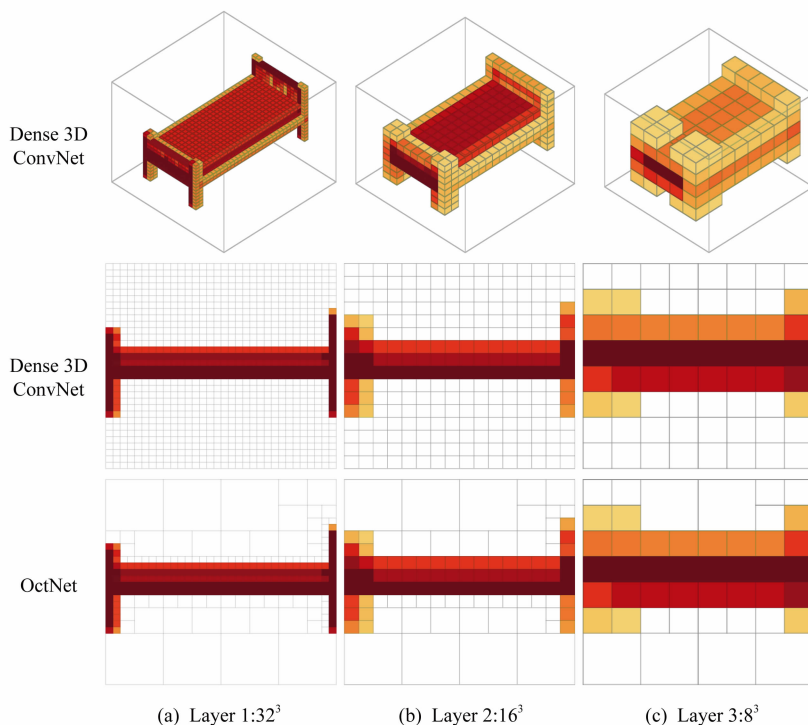 Dense 3D
ConvNet
Dense 3D
ConvNet
OctNet
(a) Layer 1:32³
(b) Layer 2:16³
(c) Layer 3:8³